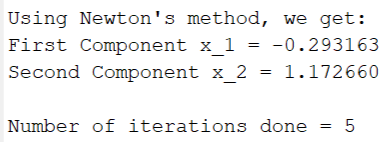 Using Newton's method, we get:
First Component x_1 = -0.293163
Second Component x_2 = 1.172660
Number of iterations done = 5